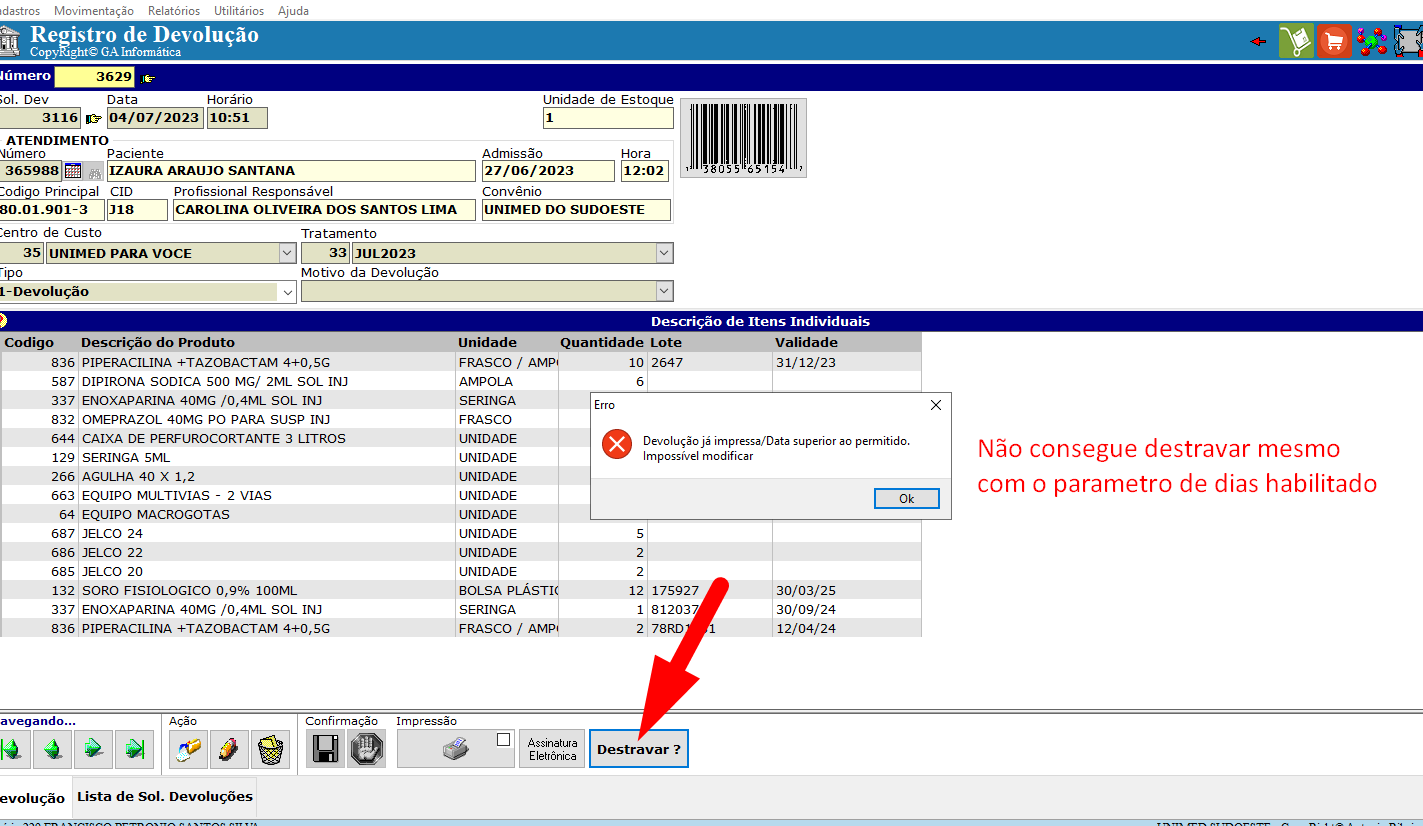 adastros Movimentação Relatórios Utilitários Ajuda
Registro de Devolução
CopyRight© GA Informática
Número 3629
Sol. Dev Data Horário Unidade de Estoque
3116 04/07/2023 10:51 1
1 38055 65154 7
ATENDIMENTO
Número Paciente Admissão Hora
365988 IZAURA ARAUJO SANTANA 27/06/2023 12:02
Codigo Principal CID Profissional Responsável Convênio
80.01.901-3 J18 CAROLINA OLIVEIRA DOS SANTOS LIMA UNIMED DO SUDOESTE
Centro de Custo Tratamento
35 UNIMED PARA VOCE 33 JUL2023
Tipo Motivo da Devolução
1-Devolução
Descrição de Itens Individuais
Codigo Descrição do Produto Unidade Quantidade Lote Validade
836 PIPERACILINA +TAZOBACTAM 4+0,5G FRASCO / AMP 10 2647 31/12/23
587 DIPIRONA SODICA 500 MG/ 2ML SOL INJ AMPOLA 6
337 ENOXAPARINA 40MG /0,4ML SOL INJ SERINGA
832 OMEPRAZOL 40MG PO PARA SUSP INJ FRASCO
644 CAIXA DE PERFUROCORTANTE 3 LITROS UNIDADE
129 SERINGA 5ML UNIDADE
266 AGULHA 40 X 1,2 UNIDADE
663 EQUIPO MULTIVIAS - 2 VIAS UNIDADE
64 EQUIPO MACROGOTAS UNIDADE
687 JELCO 24 UNIDADE 5
686 JELCO 22 UNIDADE 2
685 JELCO 20 UNIDADE 2
132 SORO FISIOLOGICO 0,9% 100ML BOLSA PLÁSTIC 12 175927 30/03/25
337 ENOXAPARINA 40MG /0,4ML SOL INJ SERINGA 1 812037 30/09/24
836 PIPERACILINA +TAZOBACTAM 4+0,5G FRASCO / AMP 2 12/04/24
Erro
Devolução já impressa/Data superior ao permitido.
Impossível modificar
Ok
Não consegue destravar mesmo
com o parametro de dias habilitado
avegando... Ação Confirmação Impressão
Assinatura
Eletrônica
Destravar ?
evolução Lista de Sol. Devoluções